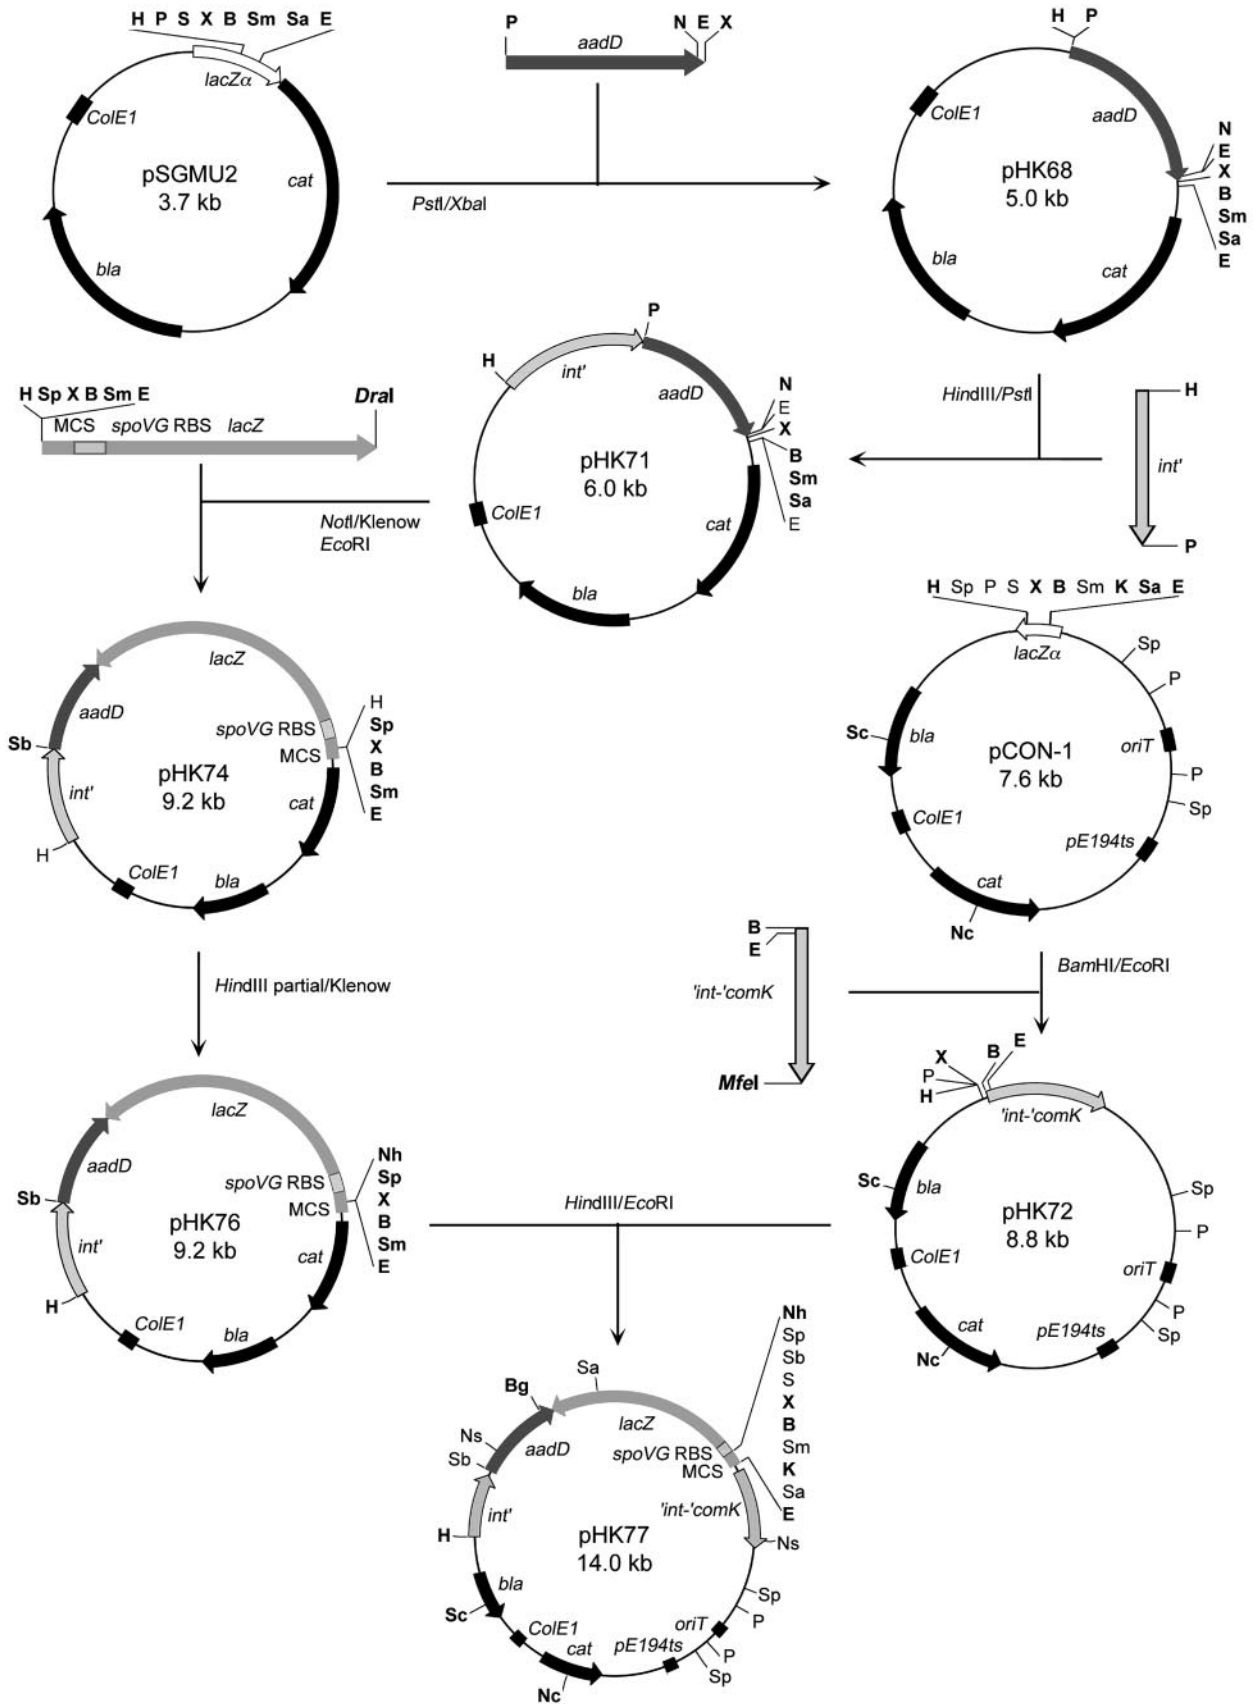 H P S X B Sm Sa E
lacZα
ColE1
cat
pSGMU2
3.7 kb
bla
P
N E X
aadD
PstI/XbaI
H P
ColE1
aadD
N
E
X
B
Sm
Sa
E
pHK68
5.0 kb
bla
cat
HindIII/PstI
H
int'
P
P
H
int'
aadD
N
E
X
B
Sm
Sa
E
pHK71
6.0 kb
ColE1
cat
bla
H Sp X B Sm E
DraI
MCS spoVG RBS lacZ
NotI/Klenow
EcoRI
lacZ
aadD
Sb
spoVG RBS
MCS
H
Sp
X
B
Sm
E
pHK74
9.2 kb
int'
cat
H
ColE1
bla
H Sp P S X B Sm K Sa E
lacZα
Sp
P
Sc
bla
oriT
pCON-1
7.6 kb
P
Sp
ColE1
pE194ts
cat
Nc
HindIII partial/Klenow
B
E
'int-'comK
MfeI
BamHI/EcoRI
lacZ
aadD
Sb
spoVG RBS
MCS
Nh
Sp
X
B
Sm
E
pHK76
9.2 kb
int'
cat
H
ColE1
bla
HindIII/EcoRI
X
P
H
B
E
'int-'comK
Sc
bla
Sp
P
pHK72
8.8 kb
ColE1
oriT
P
Sp
cat
pE194ts
Nc
Nh
Sp
Sb
S
X
B
Sm
K
Sa
E
Sa
Bg
lacZ
Ns
aadD
Sb
spoVG RBS
MCS
int'
'int-'comK
H
pHK77
14.0 kb
Ns
bla
Sc
Sp
P
ColE1
oriT
cat
pE194ts
P
Sp
Nc